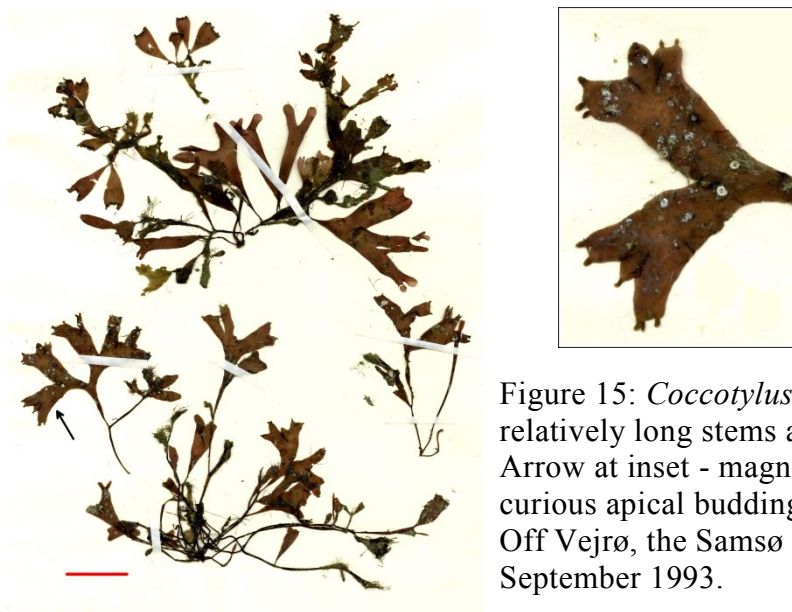 Figure 15: Coccotylus
relatively long stems a
Arrow at inset - magn
curious apical budding
Off Vejrø, the Samsø
September 1993.